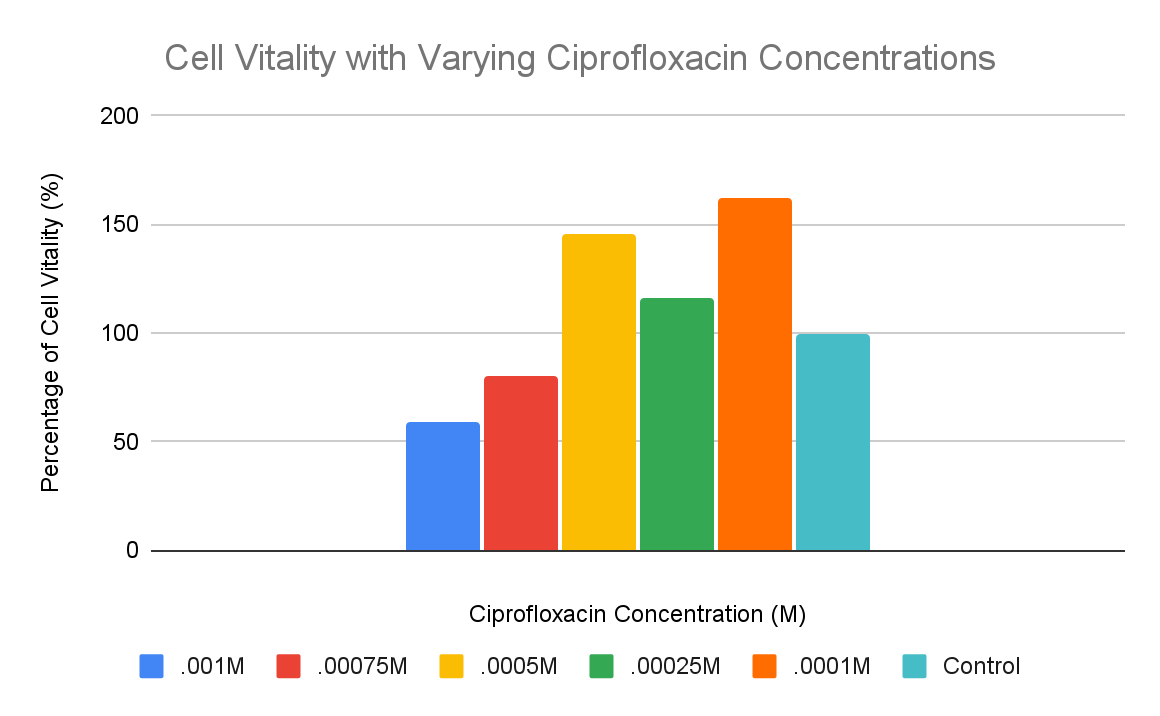 Cell Vitality with Varying Ciprofloxacin Concentrations
Percentage of Cell Vitality (%)
200
150
100
50
0
Ciprofloxacin Concentration (M)
.001M .00075M .0005M .00025M .0001M Control